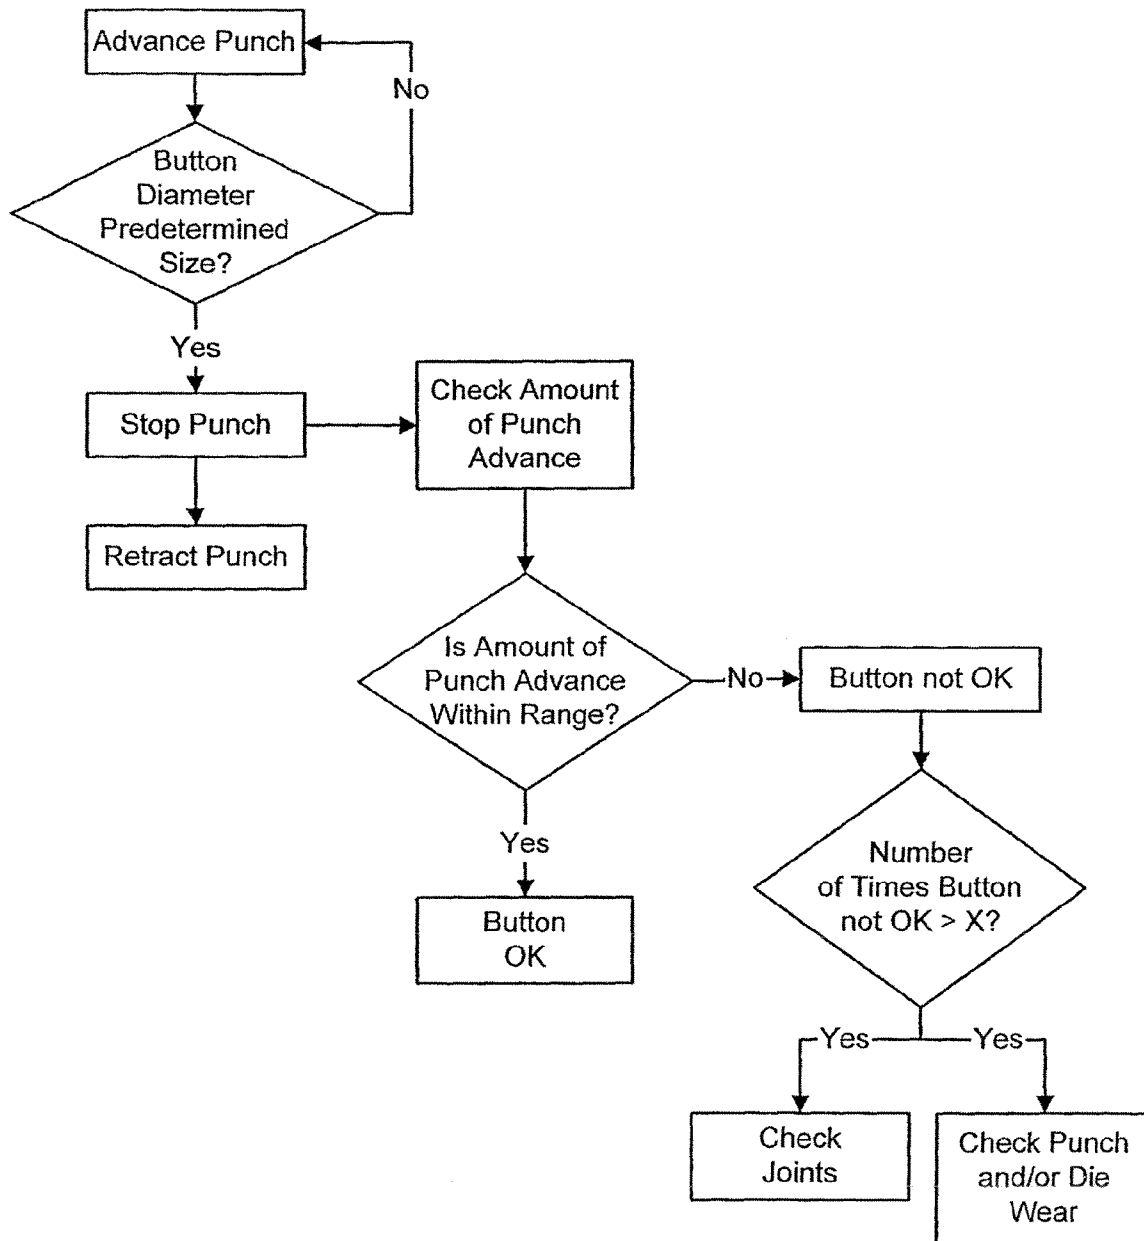 Advance Punch
No
Button
Diameter
Predetermined
Size?
Yes
Stop Punch
Check Amount
of Punch
Advance
Retract Punch
Is Amount of
Punch Advance
Within Range?
No
Button not OK
Yes
Button
OK
Number
of Times Button
not OK > X?
Yes
Yes
Check
Joints
Check Punch
and/or Die
Wear